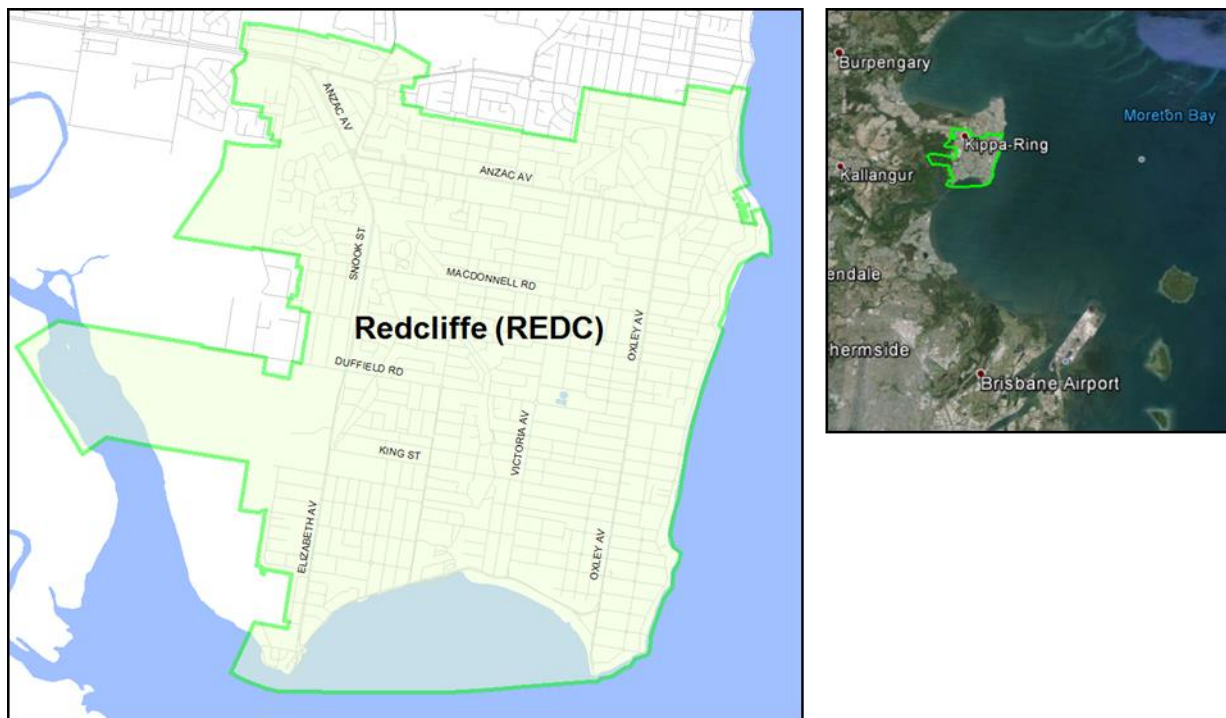 ANZAC AV
ANZAC AV
SNOOK ST
MACDONNELL RD
Redcliffe (REDC)
OXLEY AV
DUFFIELD RD
VICTORIA AV
KING ST
ELIZABETH AV
OXLEY AV
Burpengary
Moreton Bay
Kippa-Ring
Kallangur
endale
hermside
Brisbane Airport